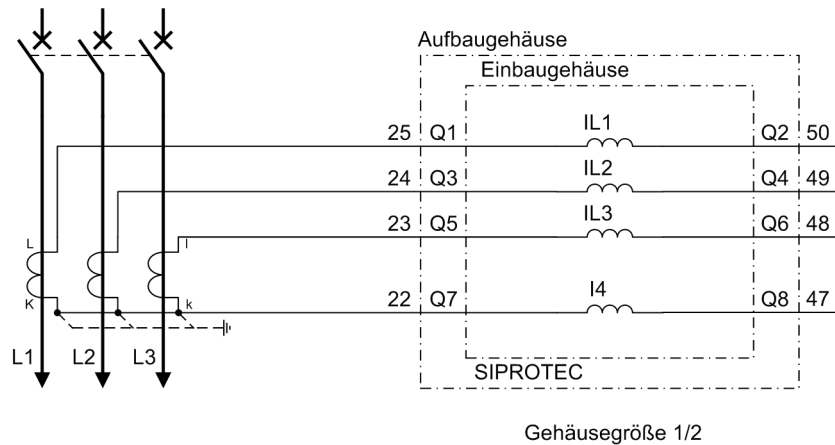 Aufbaugehäuse
Einbaugehäuse
25 Q1 IL1 Q2 50
24 Q3 IL2 Q4 49
23 Q5 IL3 Q6 48
L l
K k
22 Q7 I4 Q8 47
L1 L2 L3
SIPROTEC
Gehäusegröße 1/2